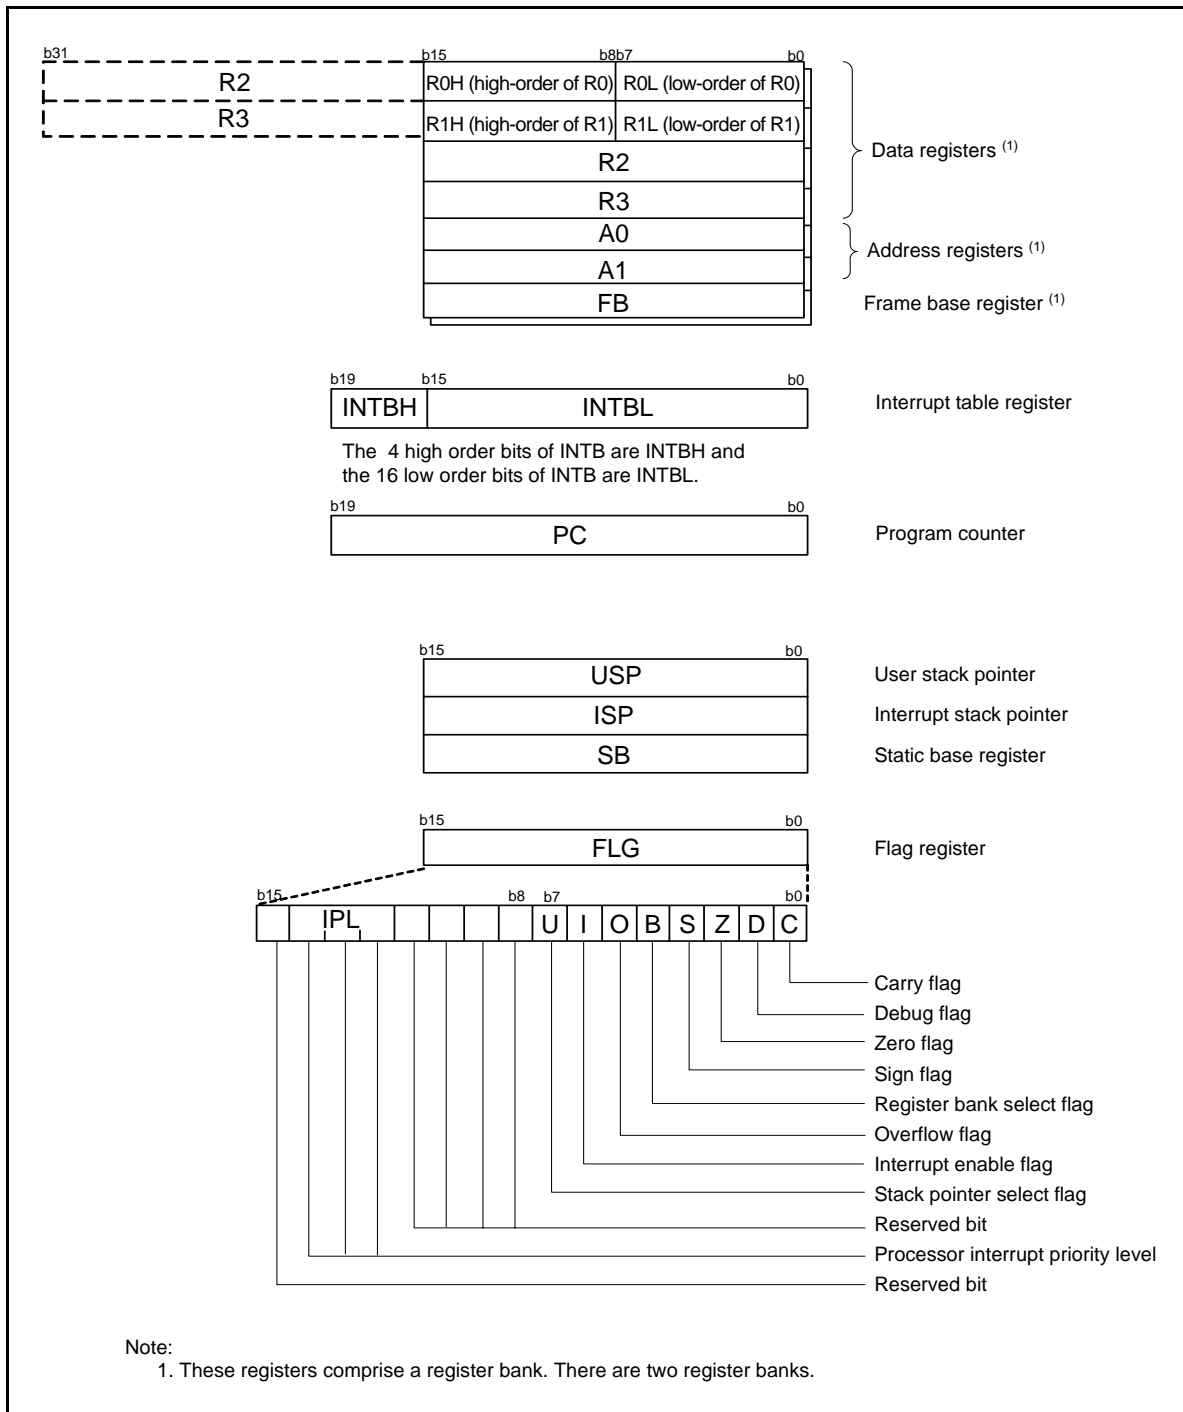 b31 b15 b8b7 b0
R2 R0H (high-order of R0) R0L (low-order of R0)
R3 R1H (high-order of R1) R1L (low-order of R1)
R2
Data registers (1)
R3
A0
Address registers (1)
A1
FB
Frame base register (1)
b19 b15 b0
INTBH INTBL Interrupt table register
The 4 high order bits of INTB are INTBH and
the 16 low order bits of INTB are INTBL.
b19 b0
PC Program counter
b15 b0
USP User stack pointer
ISP Interrupt stack pointer
SB Static base register
b15 b0
FLG Flag register
b15 b8 b7 b0
IPL U I O B S Z D C
Carry flag
Debug flag
Zero flag
Sign flag
Register bank select flag
Overflow flag
Interrupt enable flag
Stack pointer select flag
Reserved bit
Processor interrupt priority level
Reserved bit
Note:
1. These registers comprise a register bank. There are two register banks.